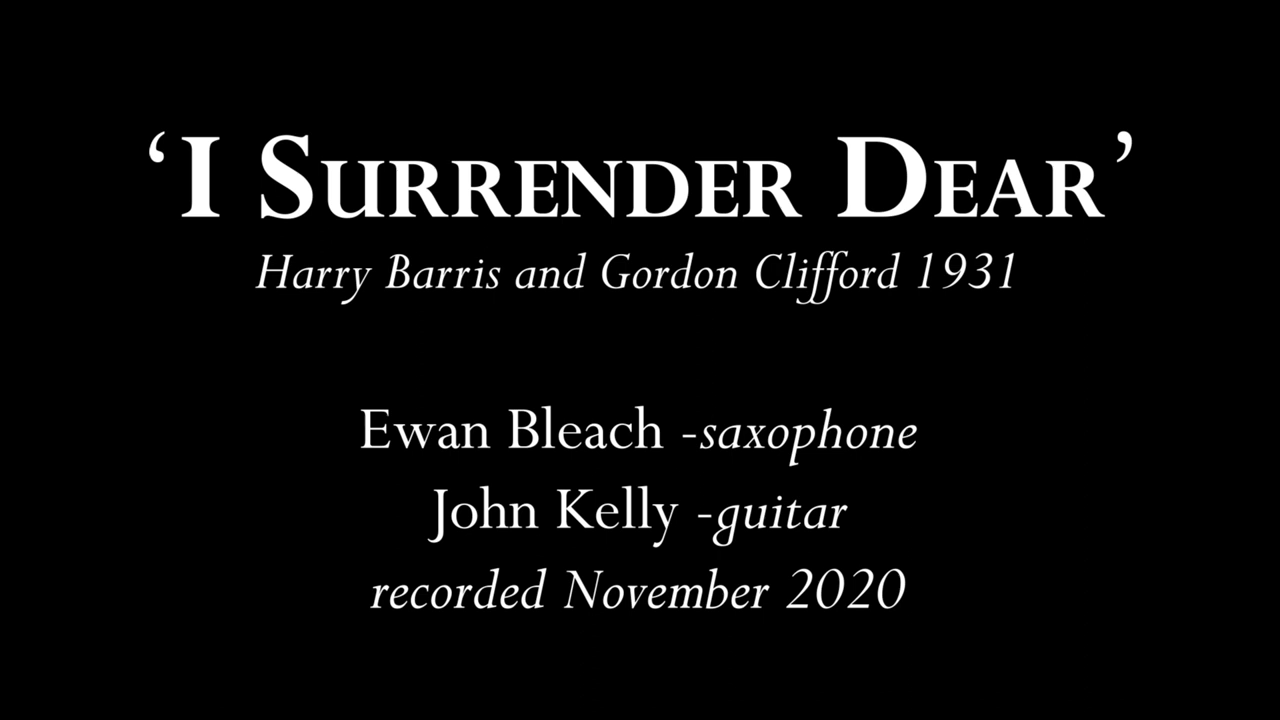 ‘I Surrender Dear’
Harry Barris and Gordon Clifford 1931
Ewan Bleach -saxophone
John Kelly -guitar
recorded November 2020